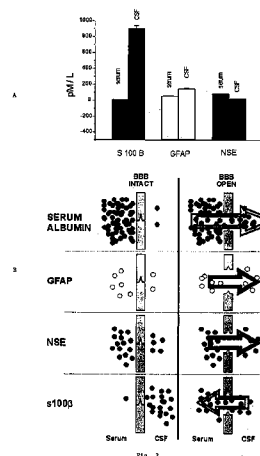 A
pM / L
1000
800
600
400
200
0
-200
-400
serum
CSF
serum
CSF
serum
CSF
S 100 B
GFAP
NSE
B
BBB
INTACT
BBB
OPEN
SERUM
ALBUMIN
GFAP
NSE
s100β
Serum
CSF
Serum
CSF